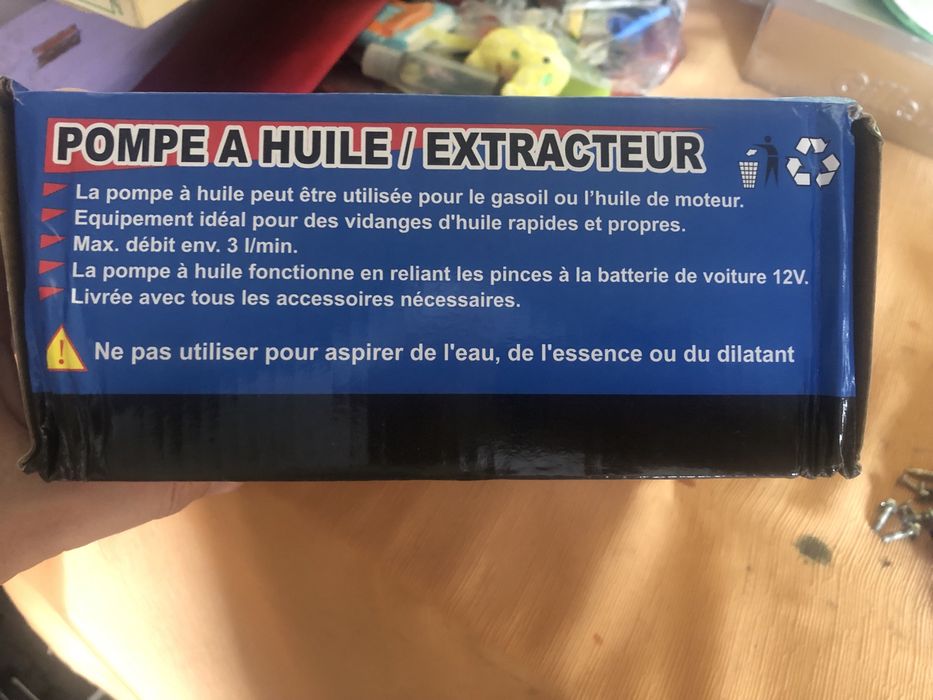 POMPE A HUILE / EXTRACTEUR
La pompe à huile peut être utilisée pour le gasoil ou l'huile de moteur.
Equipement idéal pour des vidanges d'huile rapides et propres.
Max. débit env. 3 l/min.
La pompe à huile fonctionne en reliant les pinces à la batterie de voiture 12V.
Livrée avec tous les accessoires nécessaires.
Ne pas utiliser pour aspirer de l'eau, de l'essence ou du dilatant